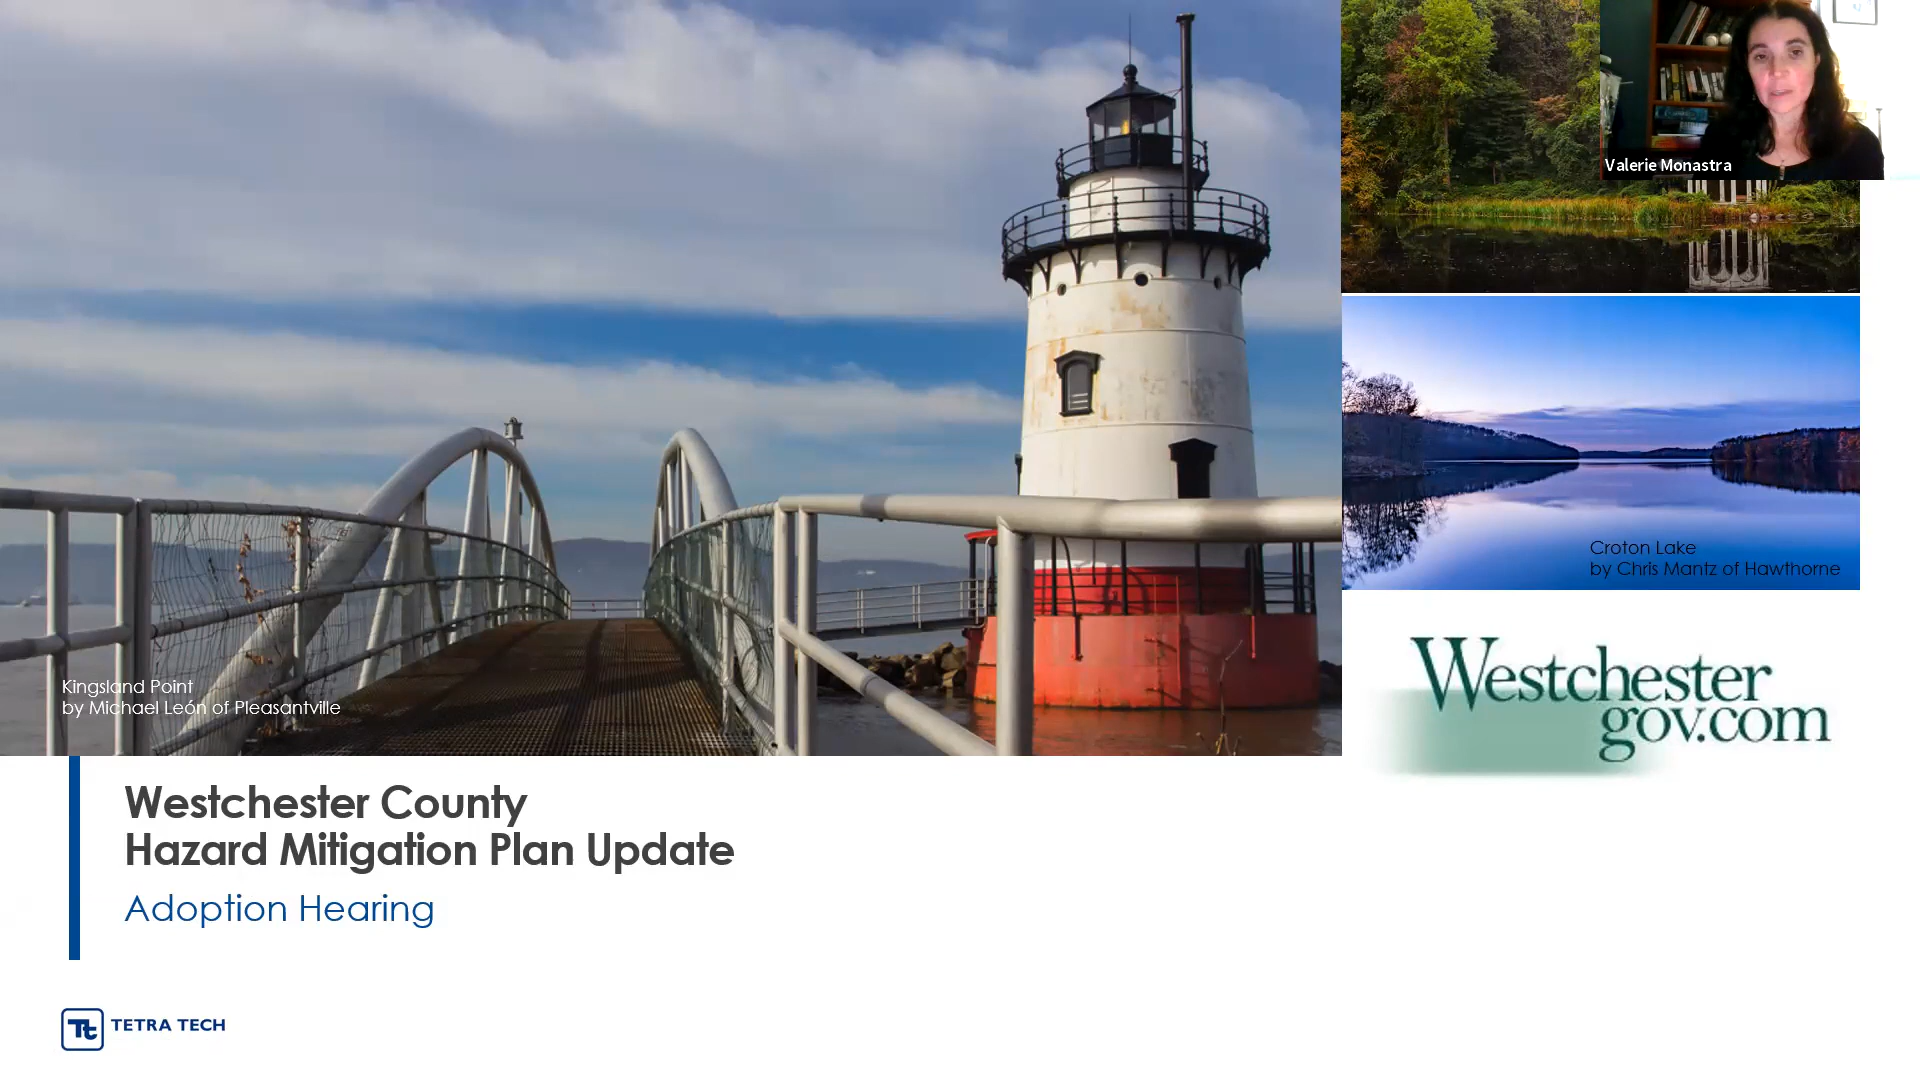 Valerie Monastra
Croton Lake
by Chris Mantz of Hawthorne
Kingsland Point
by Michael León of Pleasantville
Westchester
gov.com
Westchester County
Hazard Mitigation Plan Update
Adoption Hearing
Tt TETRA TECH